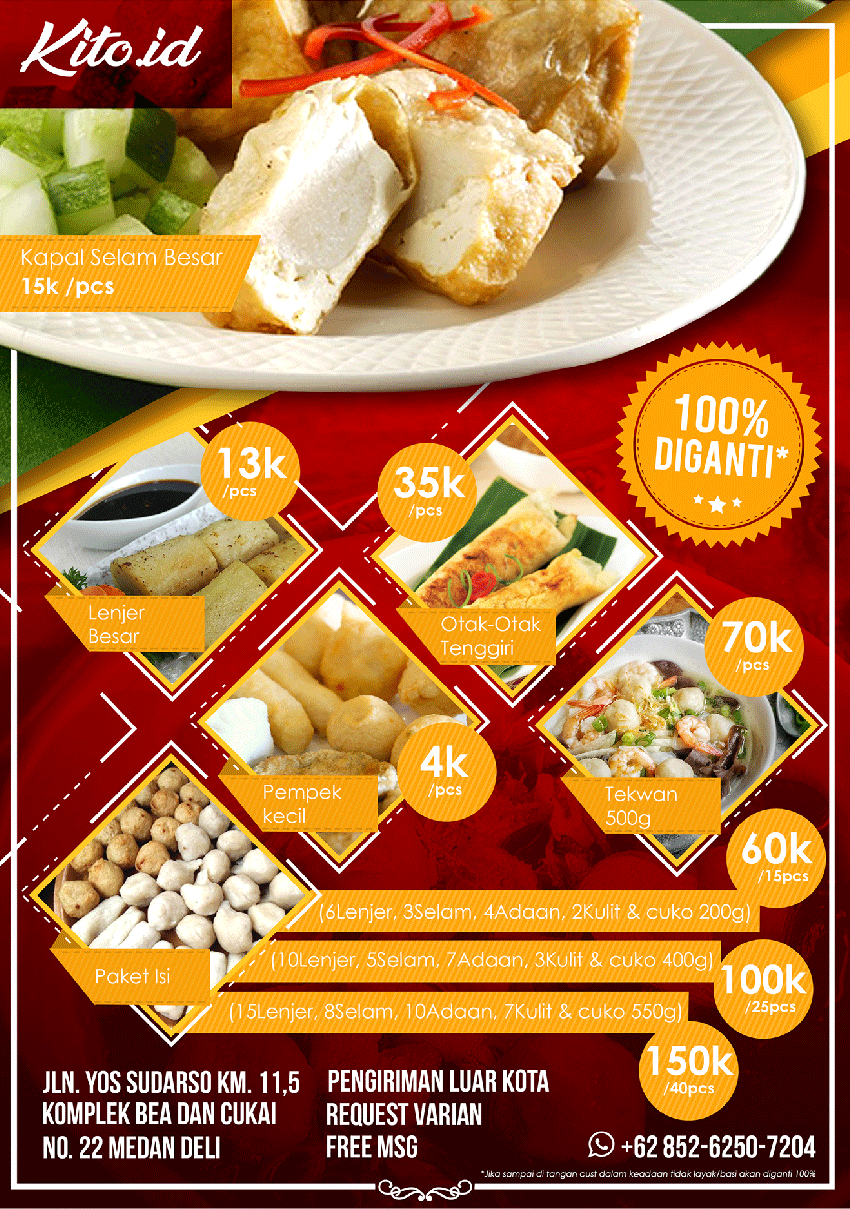 Kito.id
Kapal Selam Besar
15k /pcs
100%
DIGANTI*
13k
/pcs
Lenjer
Besar
35k
/pcs
Otak-Otak
Tenggiri
4k
/pcs
Pempek
kecil
70k
/pcs
Tekwan
500g
Paket Isi
60k
/15pcs
(6Lenjer, 3Selam, 4Adaan, 2Kulit & cuko 200g)
(10Lenjer, 5Selam, 7Adaan, 3Kulit & cuko 400g)
100k
/25pcs
(15Lenjer, 8Selam, 10Adaan, 7Kulit & cuko 550g)
150k
/40pcs
JLN. YOS SUDARSO KM. 11,5
KOMPLEK BEA DAN CUKAI
NO. 22 MEDAN DELI
PENGIRIMAN LUAR KOTA
REQUEST VARIAN
FREE MSG
+62 852-6250-7204
*Jika sampai di tangan cust dalam keadaan tidak layak/basi akan diganti 100%